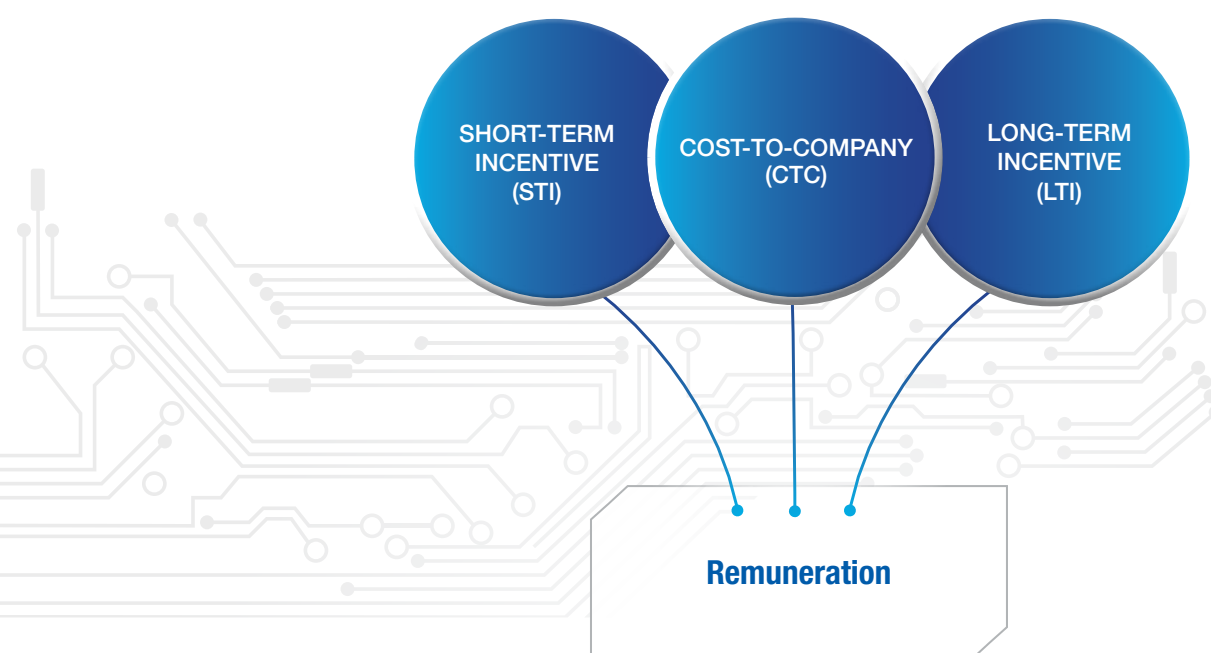 SHORT-TERM
INCENTIVE
(STI)
COST-TO-COMPANY
(CTC)
LONG-TERM
INCENTIVE
(LTI)
Remuneration